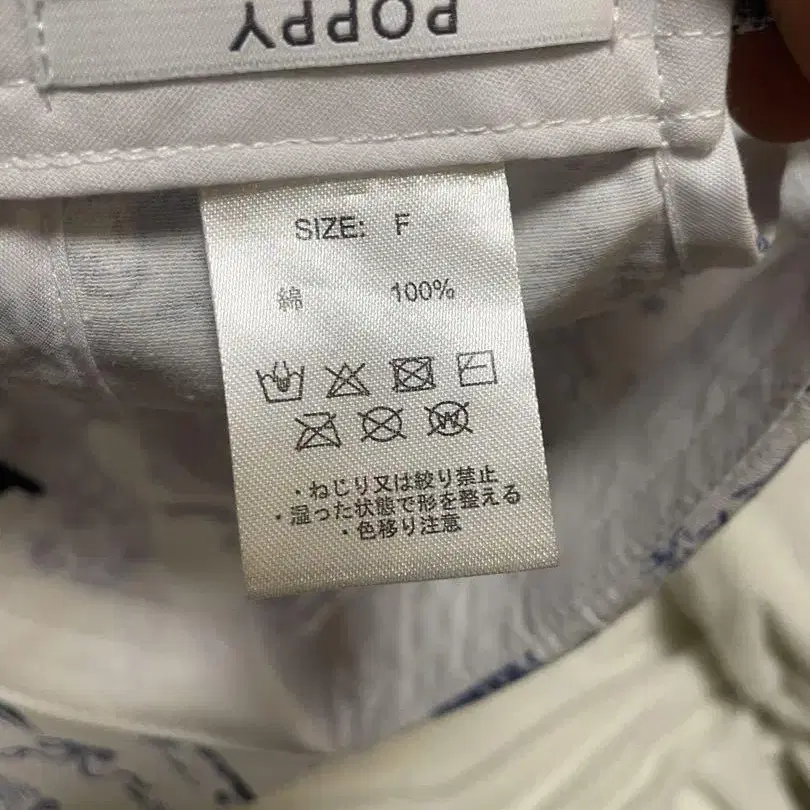 POPPY
SIZE: F
綿 100%
・ねじり又は絞り禁止
・湿った状態で形を整える
・色移り注意